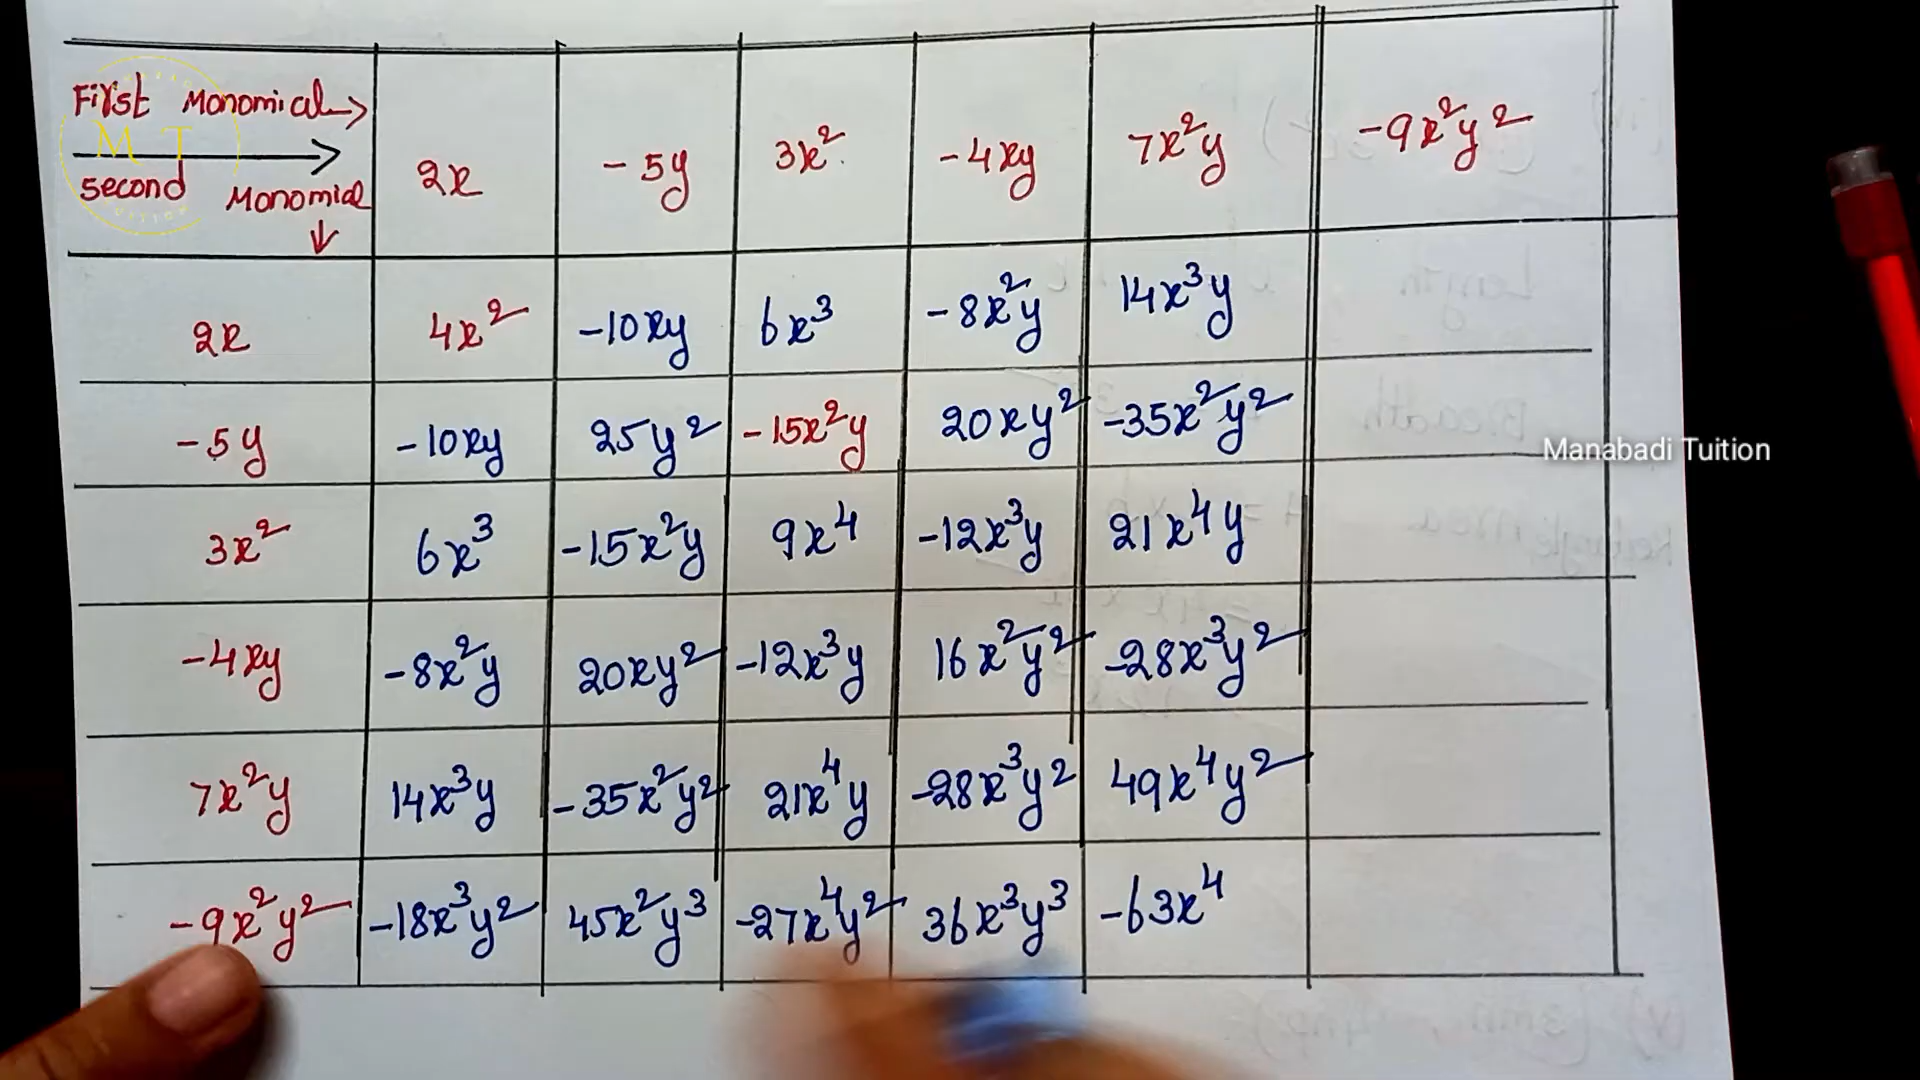 First Monomial →
M T
second Monomial ↓
2x -5y 3x² -4xy 7x²y -9x²y²
2x 4x² -10xy 6x³ -8x²y 14x³y
-5y -10xy 25y² -15x²y 20xy² -35x²y²
Manabadi Tuition
3x² 6x³ -15x²y 9x⁴ -12x³y 21x⁴y
-4xy -8x²y 20xy² -12x³y 16x²y² -28x³y²
7x²y 14x³y -35x²y² 21x⁴y -28x³y² 49x⁴y²
-9x²y² -18x³y² 45x²y³ -27x⁴y² 36x³y³ -63x⁴